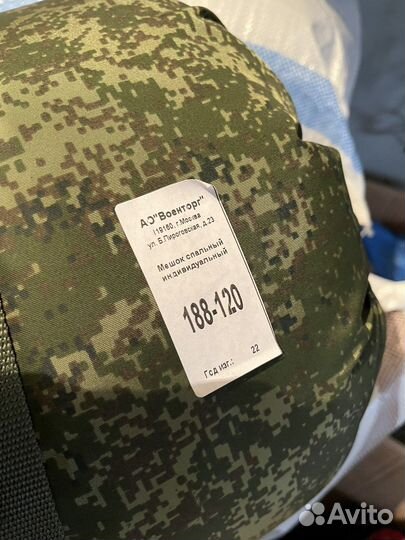 АО"Военторг"
119160, г.Москва
ул. Б.Пироговская, д.23
Мешок спальный
индивидуальный
188-120
Год изг.: 22
Avito